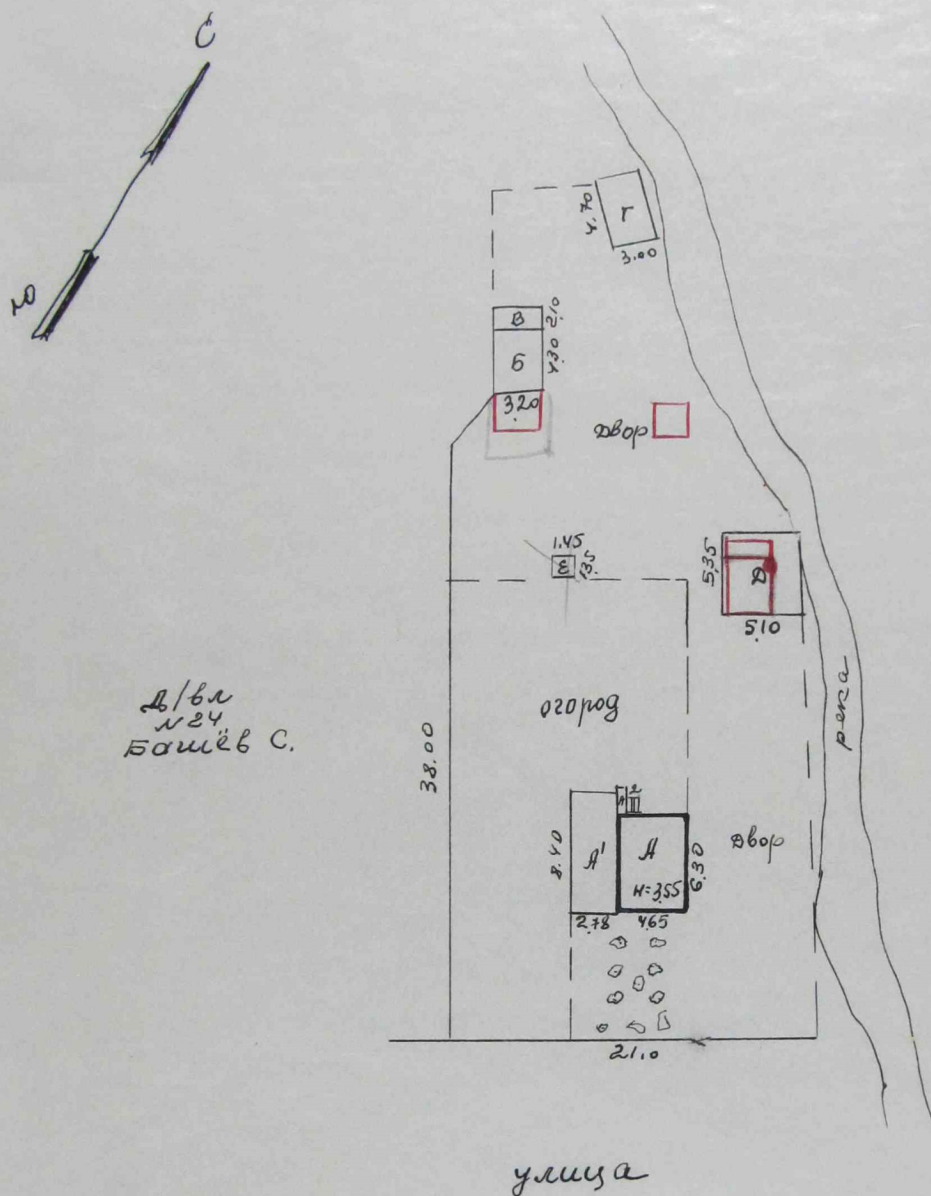 С
Ю
Г
4.70
3.00
В
2.10
Б
4.30
3.20
Двор
1.45
Е
1.35
5.35
Д
5.10
река
Д/вл
№24
Башёв С.
огород
38.00
2
8.40
А'
А
Н=3.55
6.30
Двор
2.78
4.65
21.0
улица